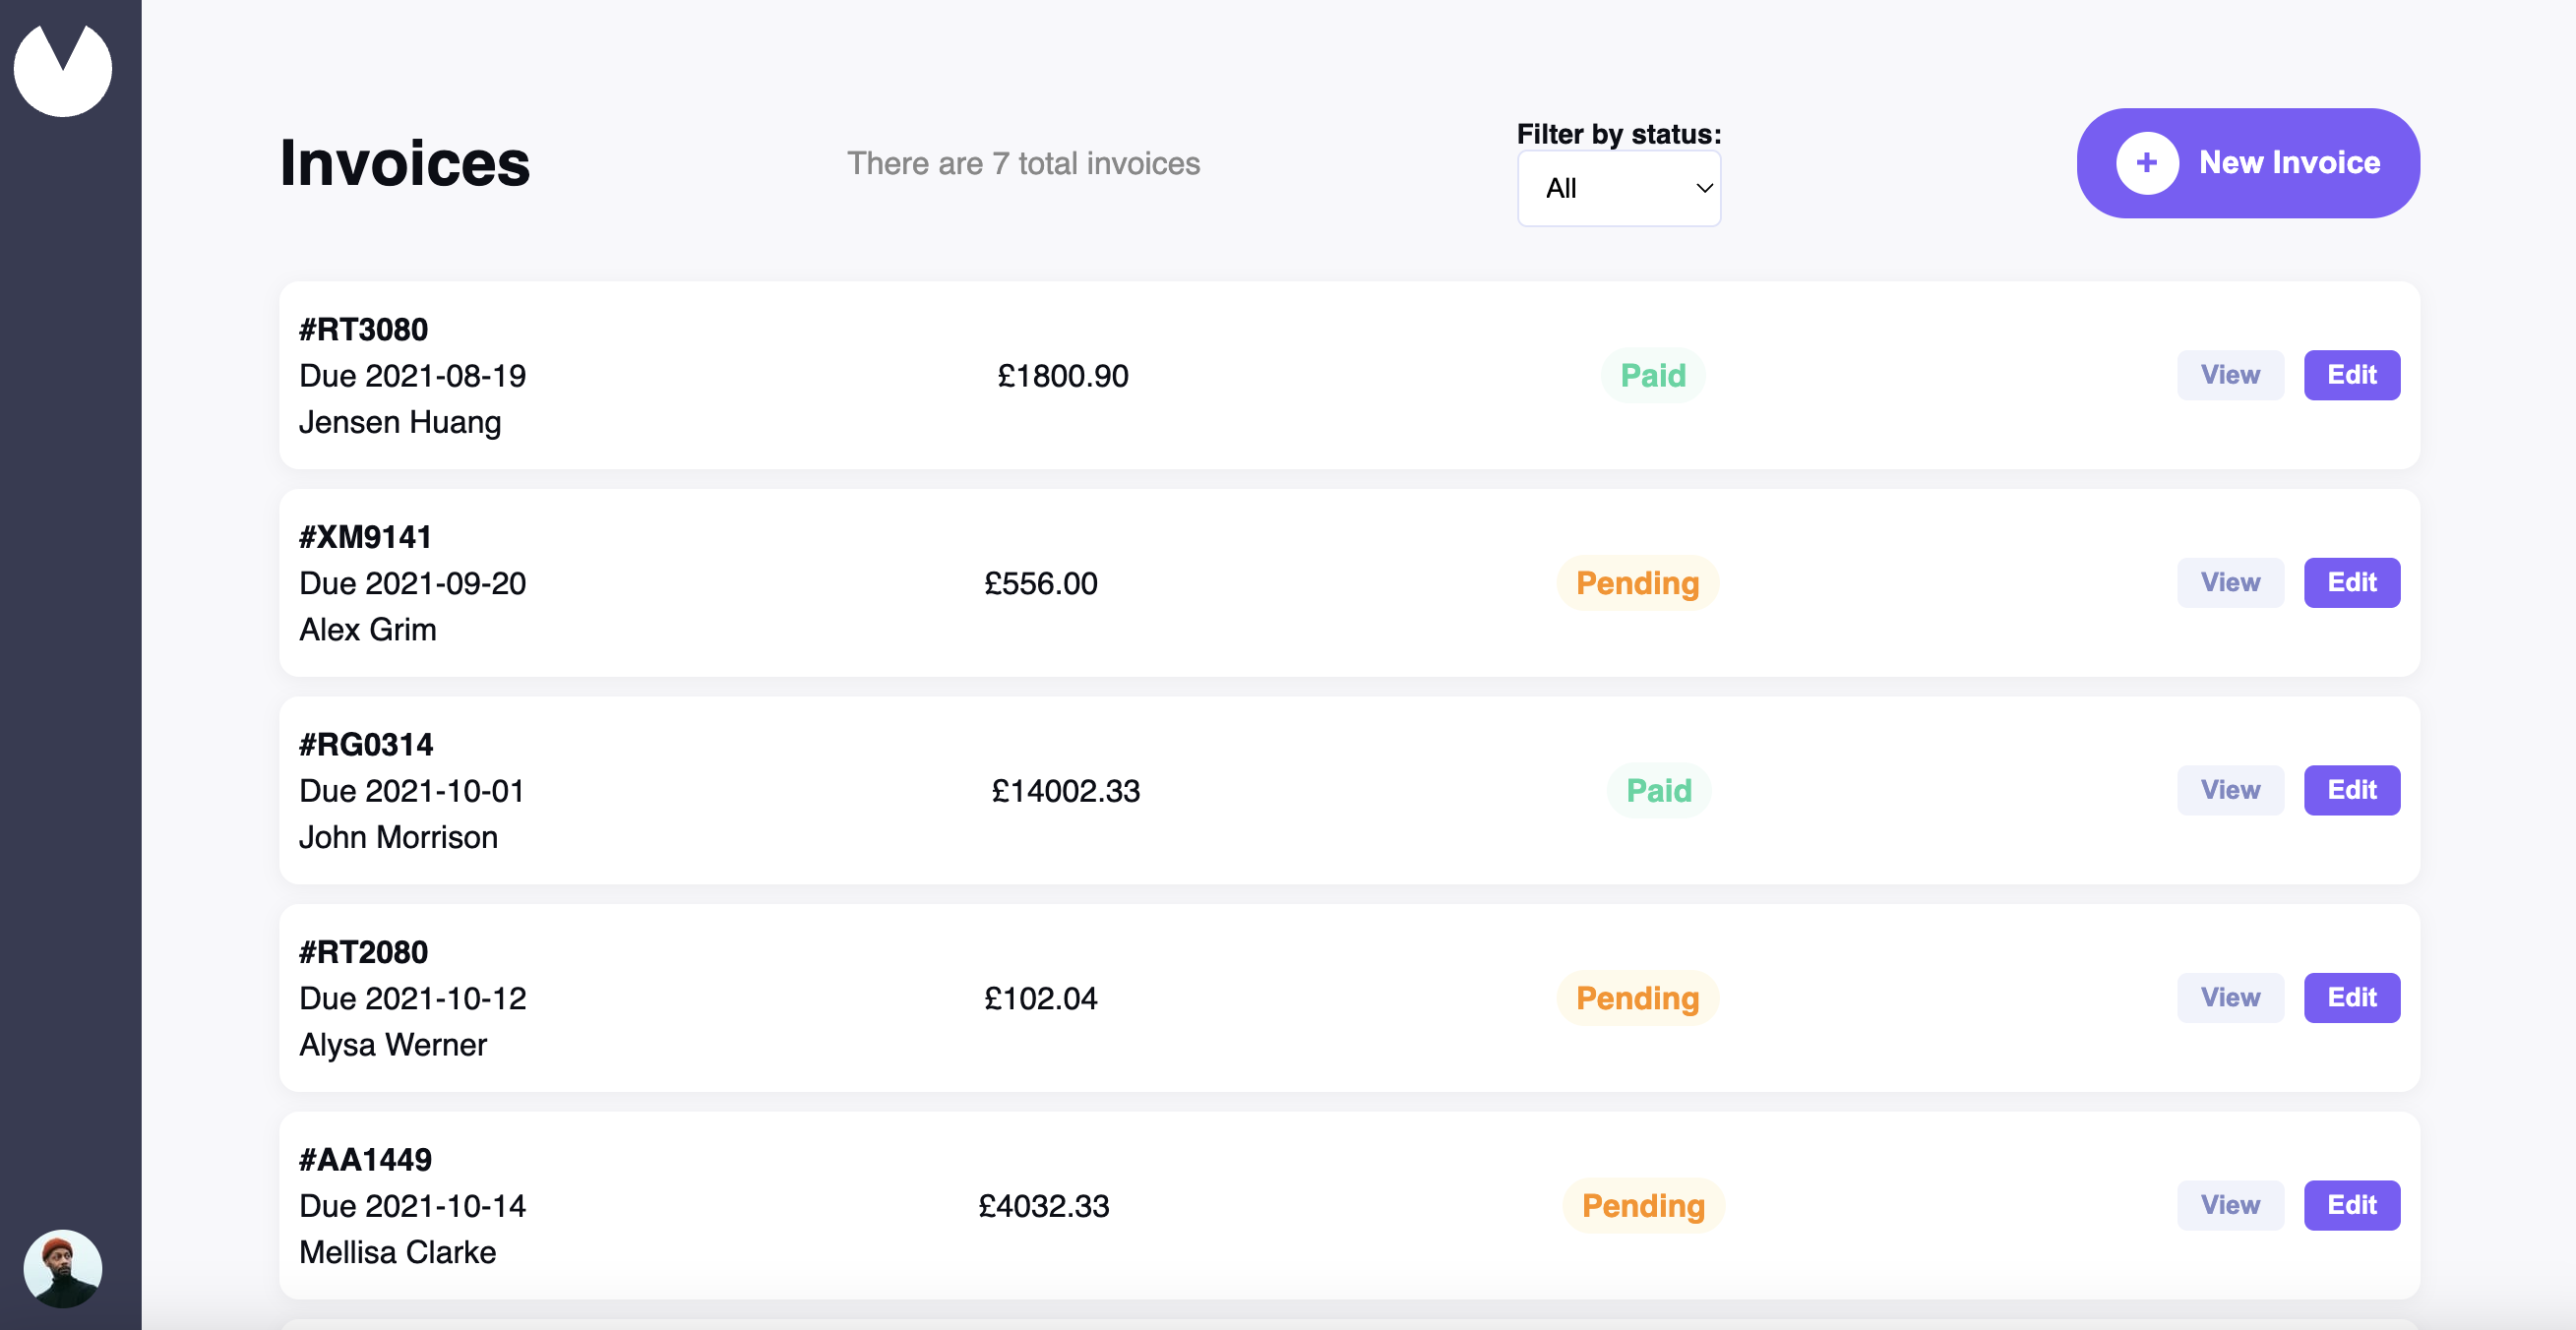 Invoices
There are 7 total invoices
Filter by status:
All
+ New Invoice
#RT3080
Due 2021-08-19
Jensen Huang
£1800.90
Paid
View
Edit
#XM9141
Due 2021-09-20
Alex Grim
£556.00
Pending
View
Edit
#RG0314
Due 2021-10-01
John Morrison
£14002.33
Paid
View
Edit
#RT2080
Due 2021-10-12
Alysa Werner
£102.04
Pending
View
Edit
#AA1449
Due 2021-10-14
Mellisa Clarke
£4032.33
Pending
View
Edit